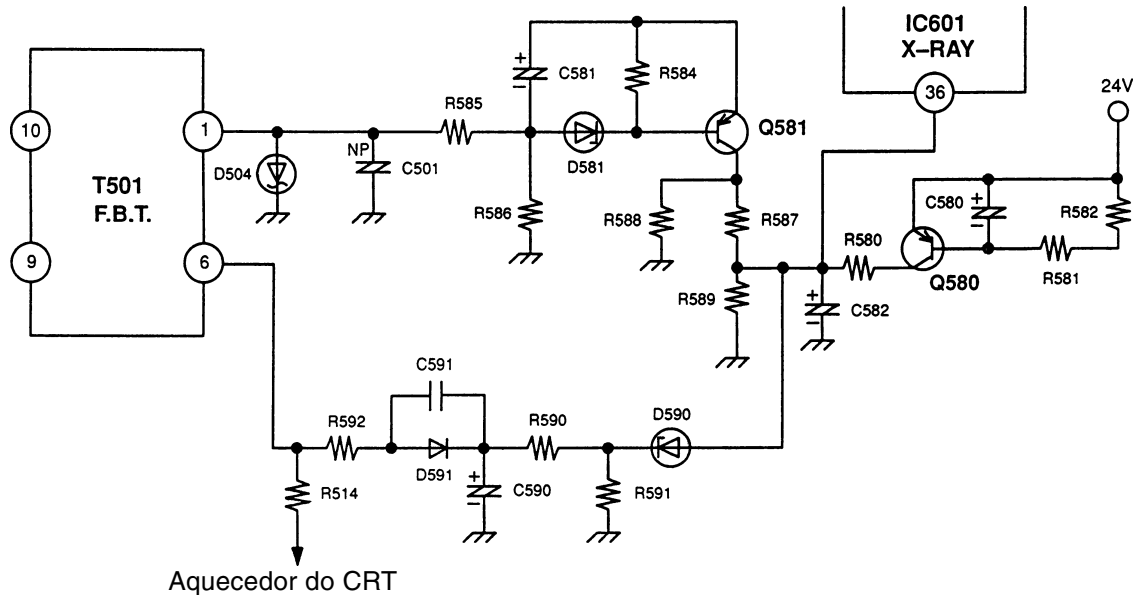 IC601
X–RAY
36
24V
10
1
T501
F.B.T.
9
6
D504
NP
C501
R585
C581
R584
D581
Q581
R586
R588
R587
R589
R580
C580
R582
Q580
R581
C582
C591
R592
D591
R590
D590
R514
C590
R591
Aquecedor do CRT